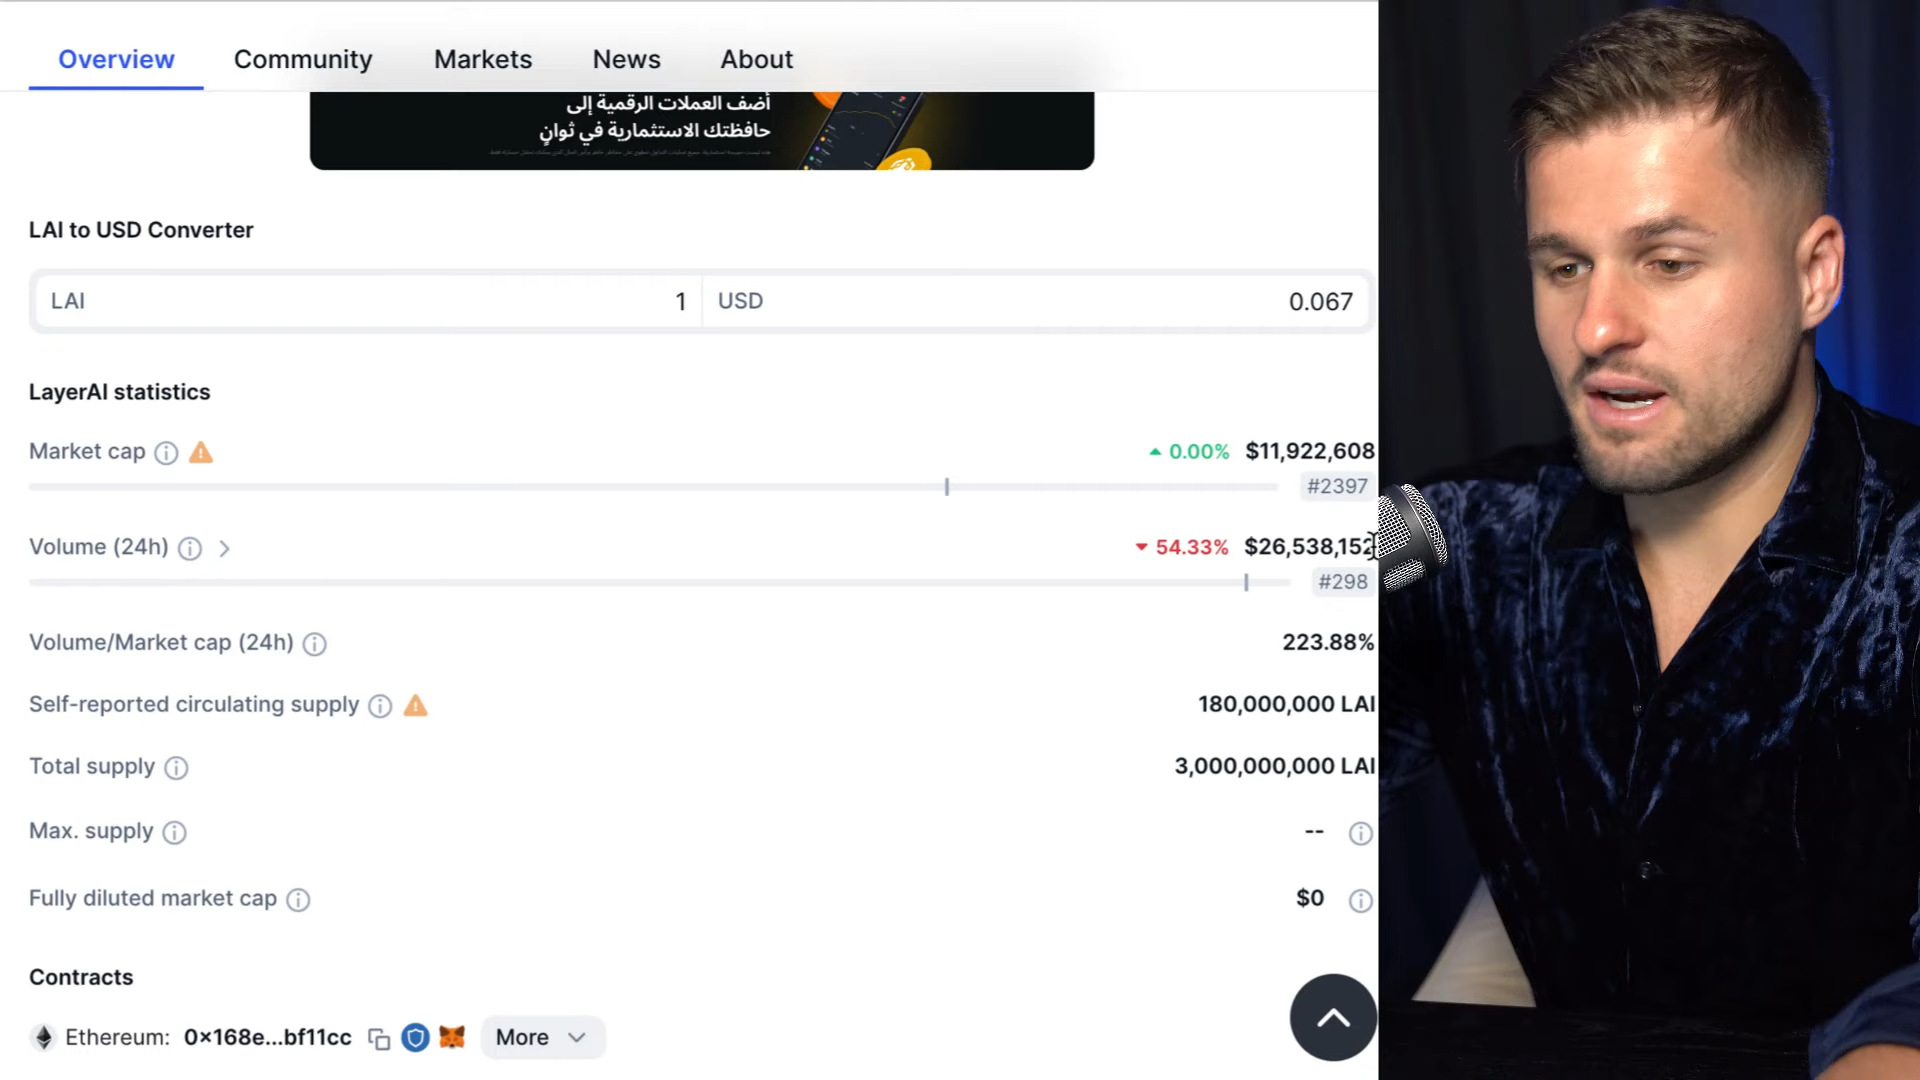 Overview Community Markets News About
أضف العملات الرقمية إلى
حافظتك الاستثمارية في ثوانٍ
LAI to USD Converter
LAI 1 USD 0.067
LayerAI statistics
Market cap 0.00% $11,922,608
#2397
Volume (24h) 54.33% $26,538,152
#298
Volume/Market cap (24h) 223.88%
Self-reported circulating supply 180,000,000 LAI
Total supply 3,000,000,000 LAI
Max. supply --
Fully diluted market cap $0
Contracts
Ethereum: 0x168e...bf11cc More